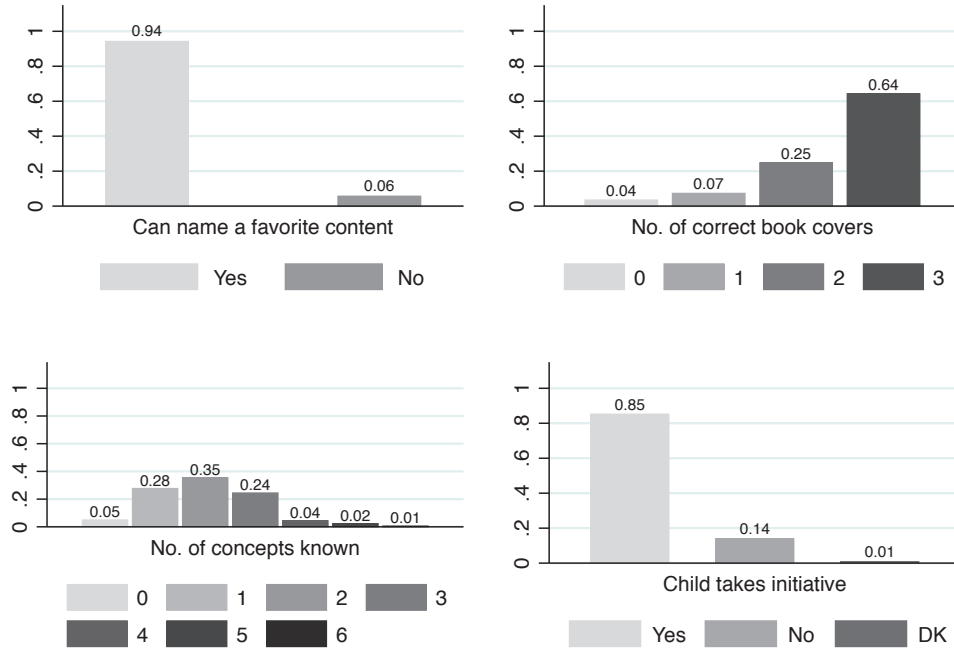 0 .2 .4 .6 .8 1
0.94
0.06
Can name a favorite content
Yes No
0 .2 .4 .6 .8 1
0.04 0.07 0.25 0.64
No. of correct book covers
0 1 2 3
0 .2 .4 .6 .8 1
0.05 0.28 0.35 0.24 0.04 0.02 0.01
No. of concepts known
0 1 2 3
4 5 6
0 .2 .4 .6 .8 1
0.85 0.14 0.01
Child takes initiative
Yes No DK